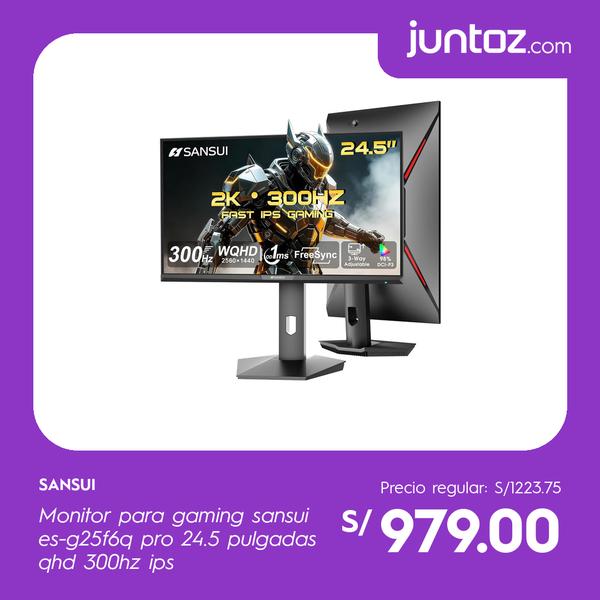 juntoz.com
SANSUI
24.5"
2K • 300HZ
FAST IPS GAMING
300Hz
WQHD
2560*1440
1ms
FreeSync
3-Way
Adjustable
98%
DCI-P3
SANSUI
Monitor para gaming sansui
es-g25f6q pro 24.5 pulgadas
qhd 300hz ips
Precio regular: S/1223.75
S/ 979.00